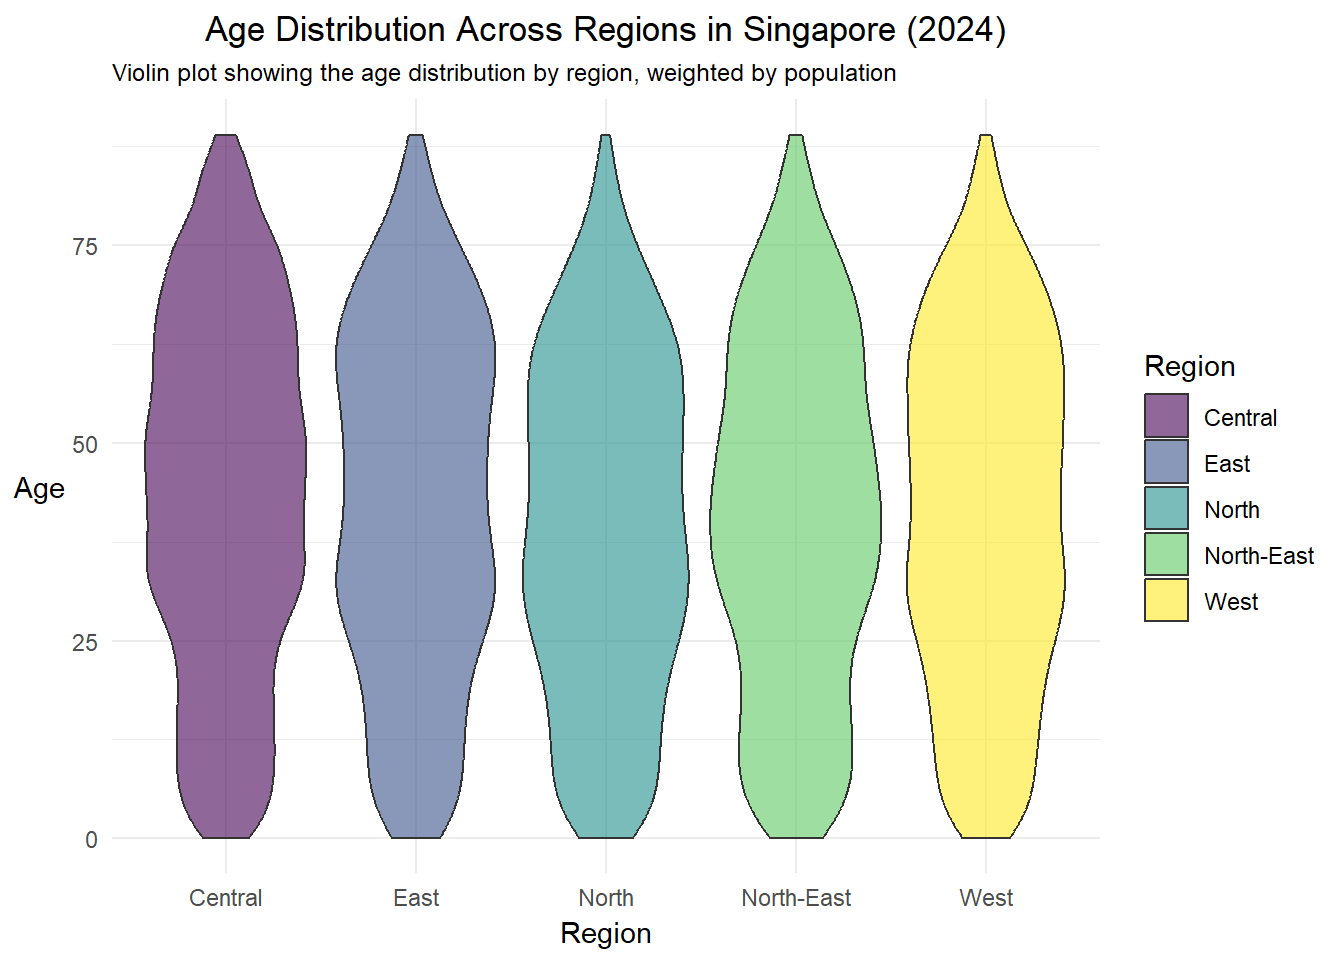 Age Distribution Across Regions in Singapore (2024)
Violin plot showing the age distribution by region, weighted by population
75
50
25
0
Age
Central
East
North
North-East
West
Region
Region
Central
East
North
North-East
West